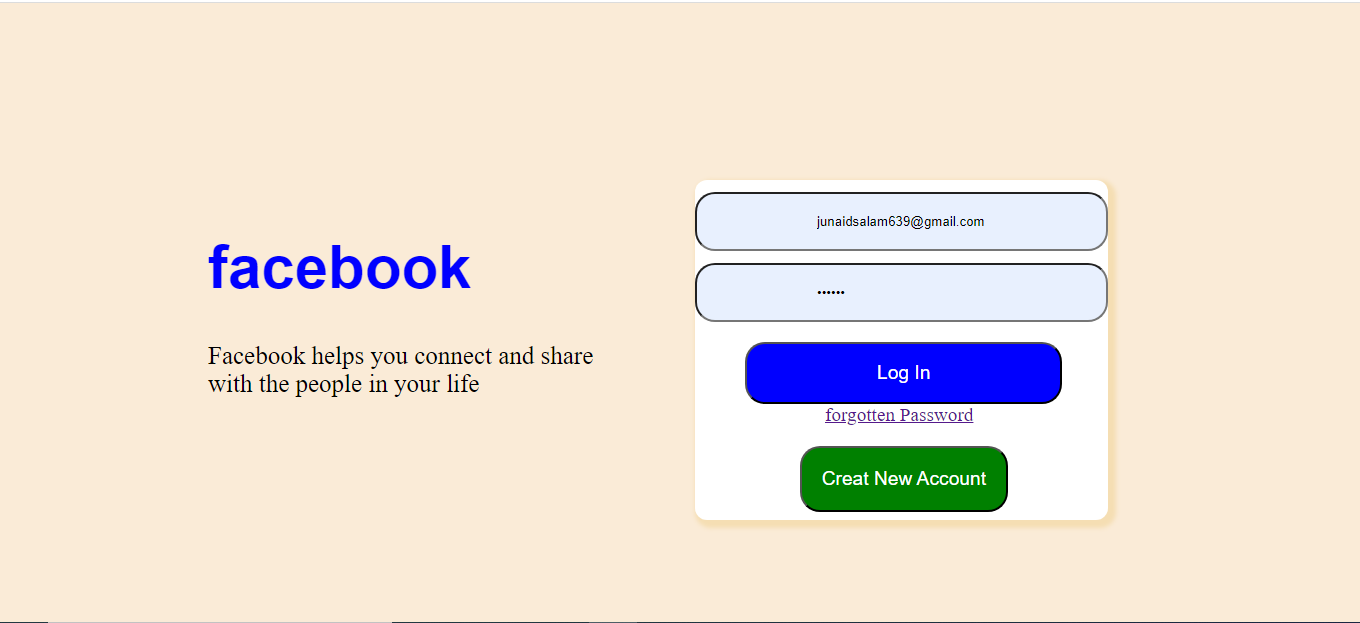 facebook
Facebook helps you connect and share
with the people in your life
junaidsalam639@gmail.com
••••••
Log In
forgotten Password
Creat New Account